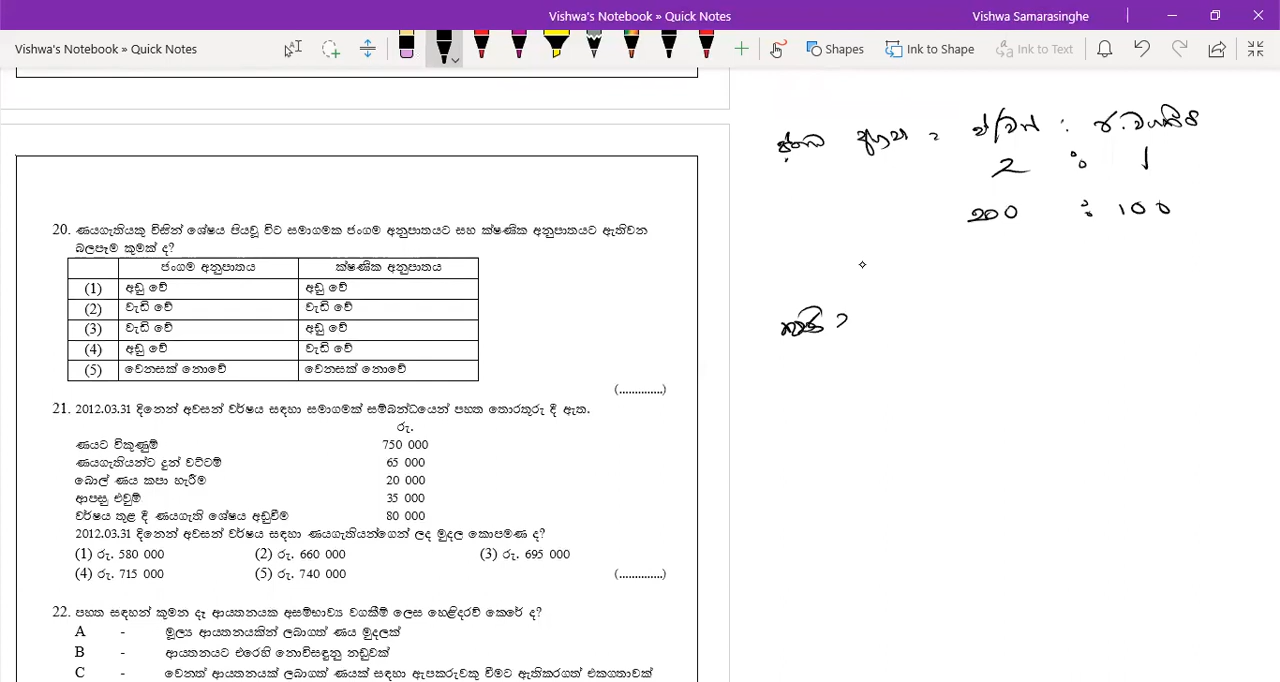 Vishwa's Notebook » Quick Notes
Vishwa Samarasinghe
Vishwa's Notebook » Quick Notes
Shapes
Ink to Shape
Ink to Text
2 : 1
200 : 100
20. ණයගැතියකු විසින් ශේෂය පියවූ විට සමාගමක ජංගම අනුපාතයට සහ ක්ෂණික අනුපාතයට ඇතිවන
බලපෑම කුමක් ද?
ජංගම අනුපාතය ක්ෂණික අනුපාතය
(1) අඩු වේ අඩු වේ
(2) වැඩි වේ වැඩි වේ
(3) වැඩි වේ අඩු වේ
(4) අඩු වේ වැඩි වේ
(5) වෙනසක් නොවේ වෙනසක් නොවේ
(.............)
21. 2012.03.31 දිනෙන් අවසන් වර්ෂය සඳහා සමාගමක් සම්බන්ධයෙන් පහත තොරතුරු දී ඇත.
රු.
ණයට විකුණුම් 750 000
ණයගැතියන්ට දුන් වට්ටම් 65 000
බොල් ණය කපා හැරීම 20 000
ආපසු එවුම් 35 000
වර්ෂය තුළ දී ණයගැති ශේෂය අඩුවීම 80 000
2012.03.31 දිනෙන් අවසන් වර්ෂය සඳහා ණයගැතියන්ගෙන් ලද මුදල කොපමණ ද?
(1) රු. 580 000 (2) රු. 660 000 (3) රු. 695 000
(4) රු. 715 000 (5) රු. 740 000 (.............)
22. පහත සඳහන් කුමන දෑ ආයතනයක අසම්භාව්‍ය වගකීම් ලෙස හෙළිදරව් කෙරේ ද?
A - මූල්‍ය ආයතනයකින් ලබාගත් ණය මුදලක්
B - ආයතනයට එරෙහි නොවිසඳුනු නඩුවක්
C - වෙනත් ආයතනයක් ලබාගත් ණයක් සඳහා ඇපකරුවකු වීමට ඇතිකරගත් එකගතාවක්